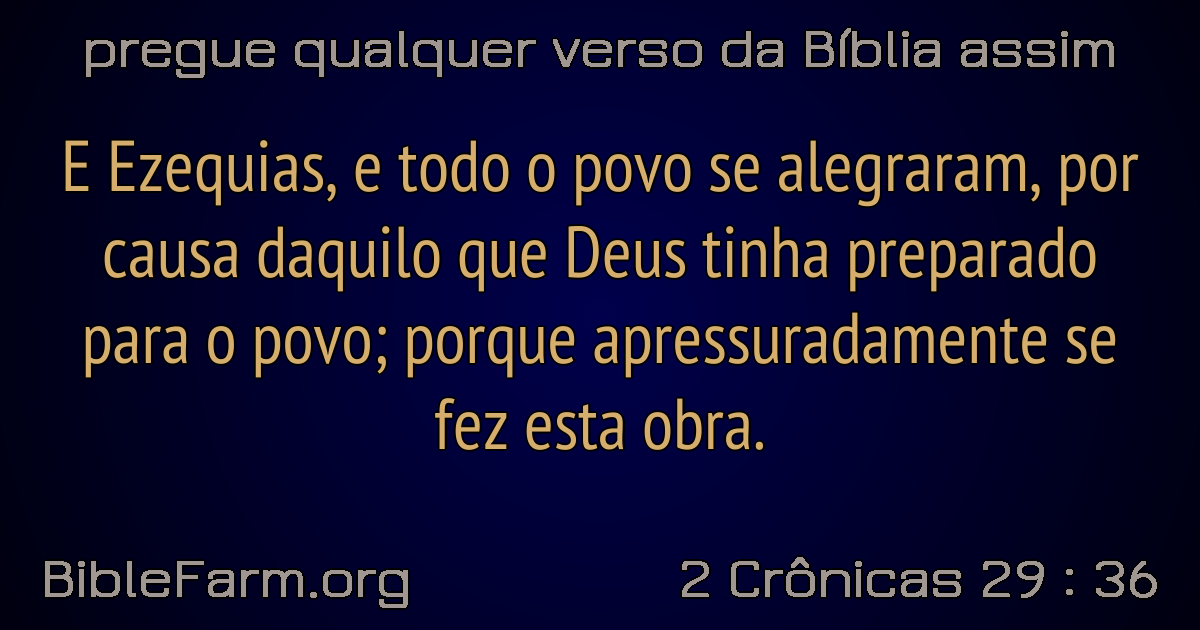 pregue qualquer verso da Bíblia assim
E Ezequias, e todo o povo se alegraram, por
causa daquilo que Deus tinha preparado
para o povo; porque apressuradamente se
fez esta obra.
BibleFarm.org
2 Crônicas 29 : 36